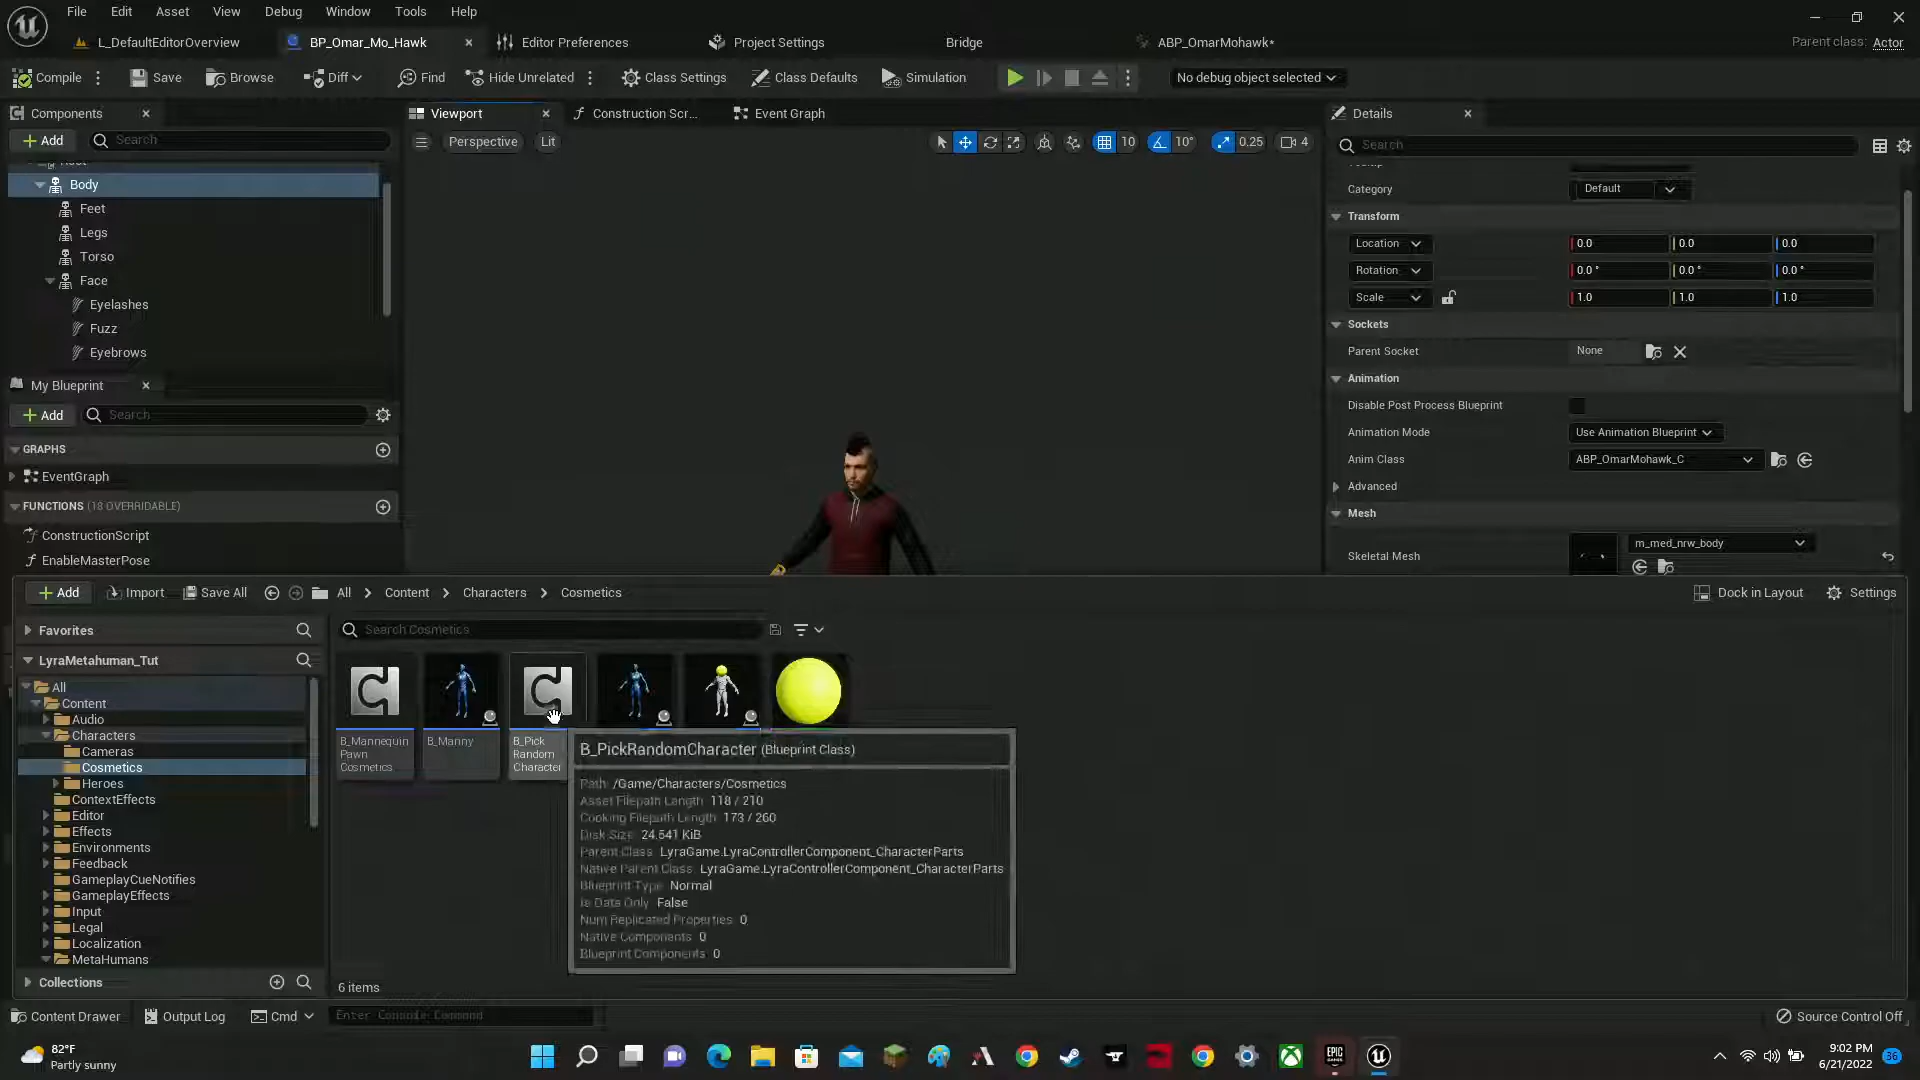 File Edit Asset View Debug Window Tools Help
L_DefaultEditorOverview BP_Omar_Mo_Hawk Editor Preferences Project Settings Bridge ABP_OmarMohawk* Parent class: Actor
Compile Save Browse Diff Find Hide Unrelated Class Settings Class Defaults Simulation No debug object selected
Components Viewport Construction Scr... Event Graph Details
Add Search Perspective Lit 10 10° 0.25 4 Search
Body
Feet
Legs
Torso
Face
Eyelashes
Fuzz
Eyebrows
Category Default
Transform
Location 0.0 0.0 0.0
Rotation 0.0 ° 0.0 ° 0.0 °
Scale 1.0 1.0 1.0
Sockets
Parent Socket None
Animation
Disable Post Process Blueprint
Animation Mode Use Animation Blueprint
Anim Class ABP_OmarMohawk_C
Advanced
Mesh
Skeletal Mesh m_med_nrw_body
My Blueprint
Add Search
GRAPHS
EventGraph
FUNCTIONS (18 OVERRIDABLE)
ConstructionScript
EnableMasterPose
Add Import Save All All Content Characters Cosmetics Dock in Layout Settings
Favorites Search Cosmetics
LyraMetahuman_Tut
All
Content
Audio
Characters
Cameras
Cosmetics
Heroes
ContextEffects
Editor
Effects
Environments
Feedback
GameplayCueNotifies
GameplayEffects
Input
Legal
Localization
MetaHumans
Collections
B_Mannequin
Pawn
Cosmetics
B_Manny
B_Pick
Random
Character
B_PickRandomCharacter (Blueprint Class)
Path: /Game/Characters/Cosmetics
Asset Filepath Length 118 / 210
Cooking Filepath Length 173 / 260
Disk Size 24.541 KiB
Parent Class LyraGame.LyraControllerComponent_CharacterParts
Native Parent Class LyraGame.LyraControllerComponent_CharacterParts
Blueprint Type Normal
Is Data Only False
Num Replicated Properties 0
Native Components 0
Blueprint Components 0
6 items
Content Drawer Output Log Cmd Enter Console Command Source Control Off
82°F
Partly sunny
EPIC
GAMES
9:02 PM
6/21/2022
36